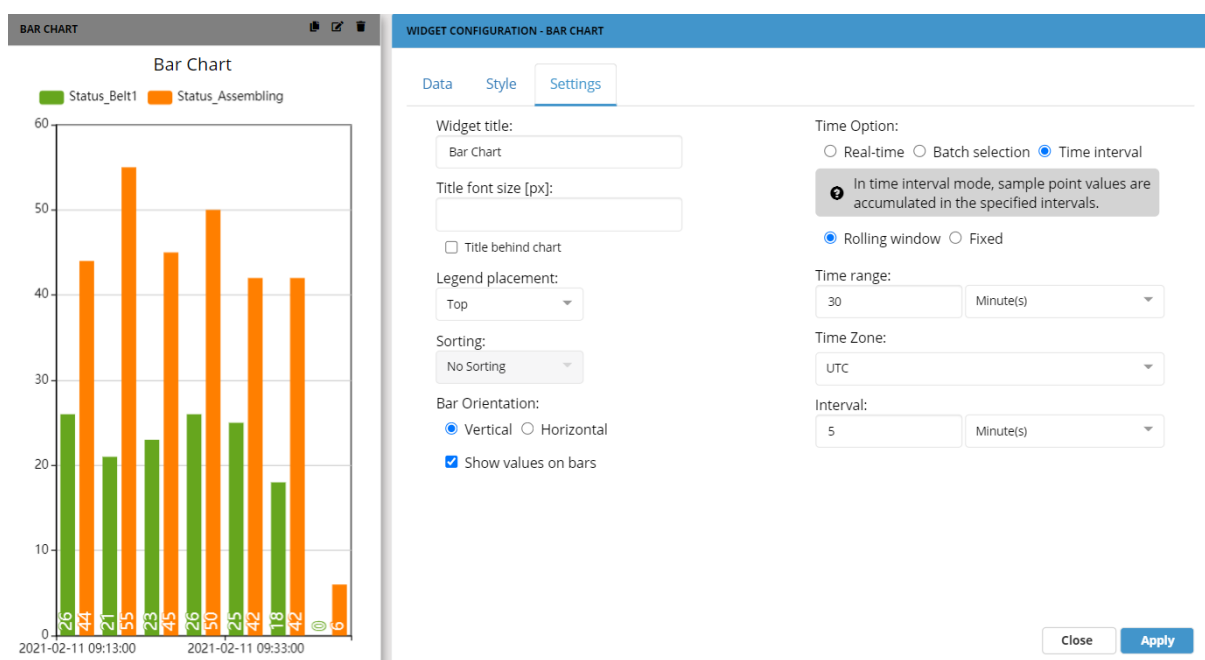 BAR CHART
Bar Chart
Status_Belt1 Status_Assembling
60
50
40
30
20
10
0
26 44 21 55 23 45 26 50 25 42 18 42 0 6
2021-02-11 09:13:00 2021-02-11 09:33:00
WIDGET CONFIGURATION - BAR CHART
Data Style Settings
Widget title:
Bar Chart
Title font size [px]:
Title behind chart
Legend placement:
Top
Sorting:
No Sorting
Bar Orientation:
Vertical Horizontal
Show values on bars
Time Option:
Real-time Batch selection Time interval
In time interval mode, sample point values are
accumulated in the specified intervals.
Rolling window Fixed
Time range:
30 Minute(s)
Time Zone:
UTC
Interval:
5 Minute(s)
Close Apply